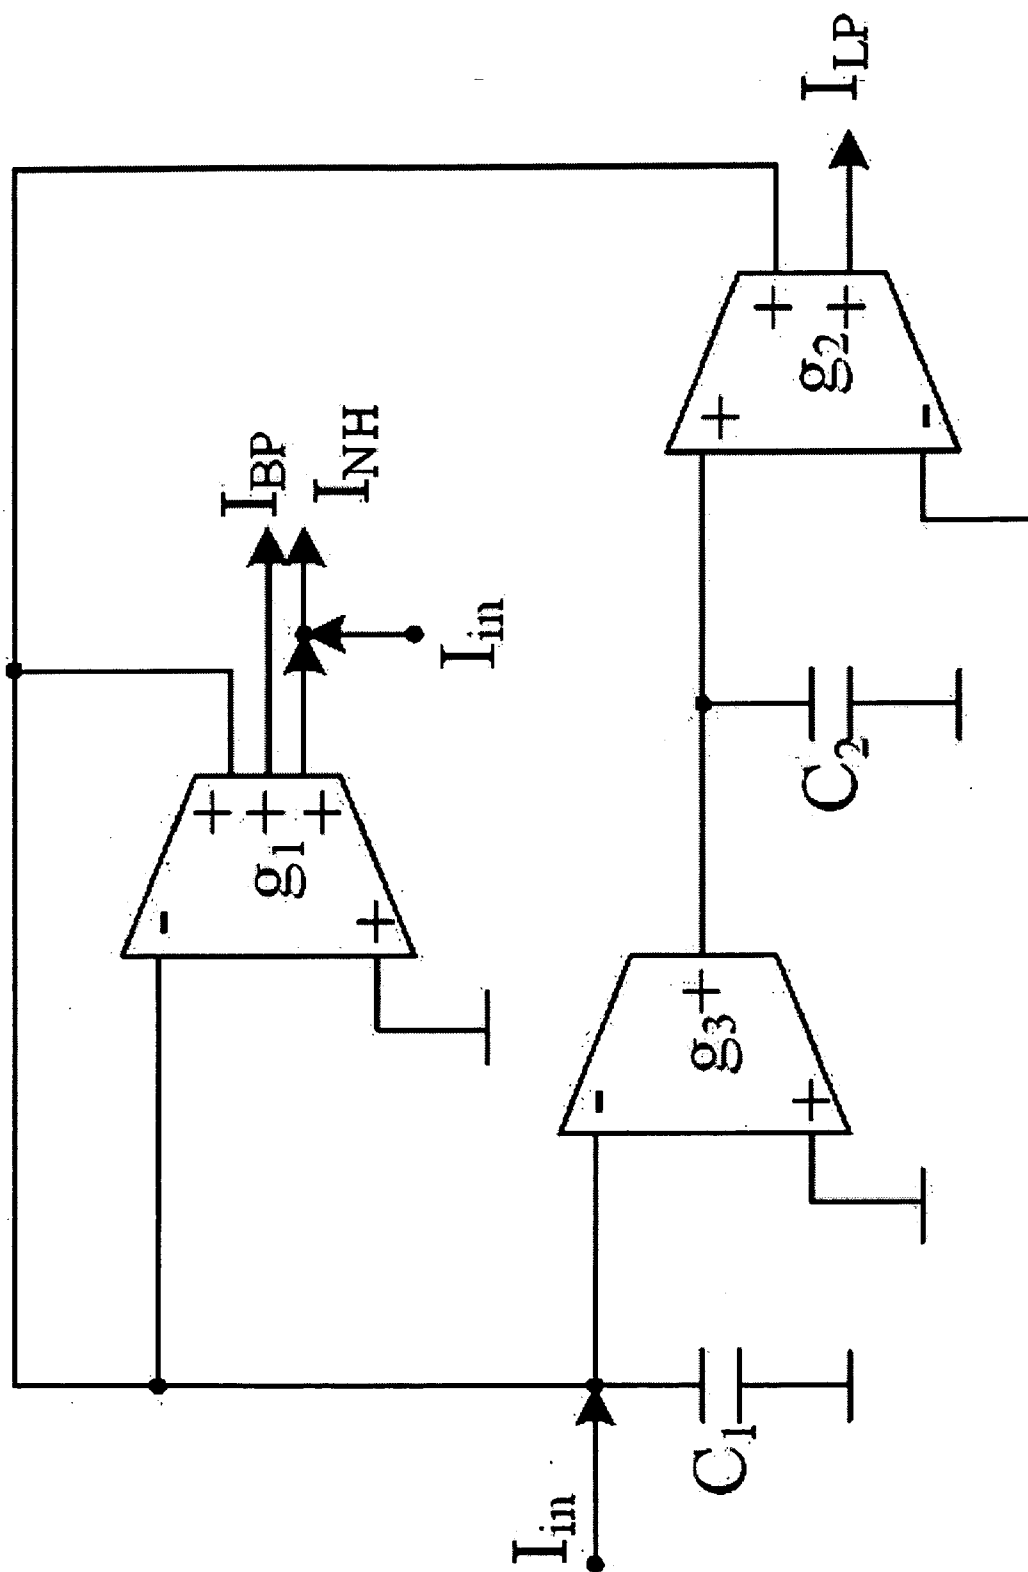 I_BP
I_NH
I_in
g_1
- + + + +
g_2
+ - + +
I_LP
g_3
- + +
C_2
C_1
I_in